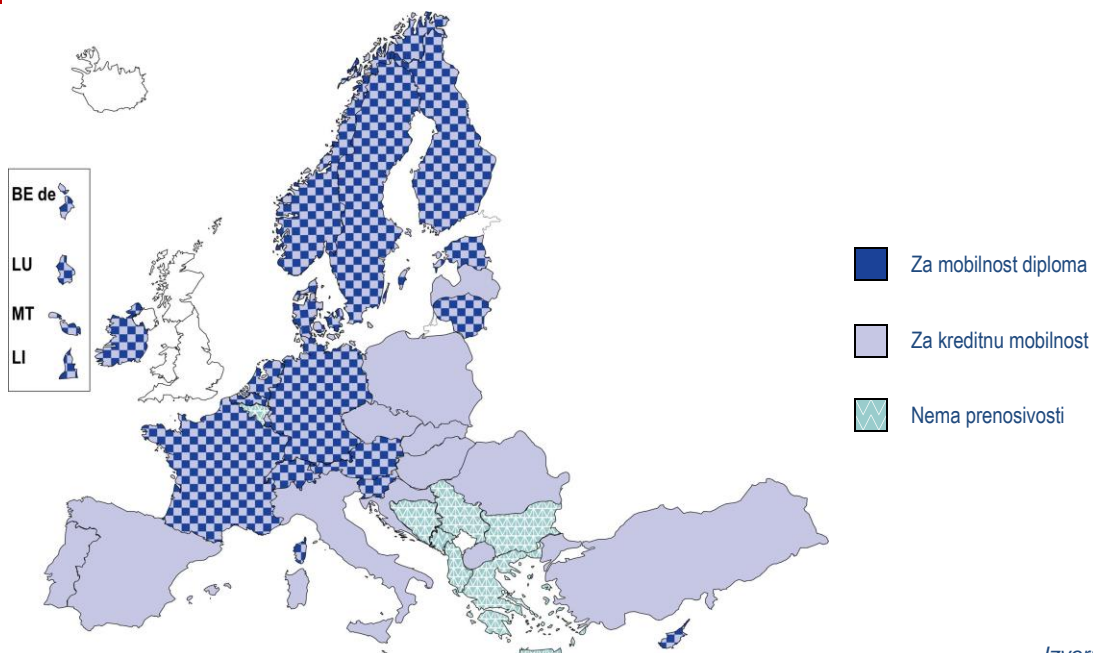 BE de
LU
MT
LI
Za mobilnost diploma
Za kreditnu mobilnost
Nema prenosivosti